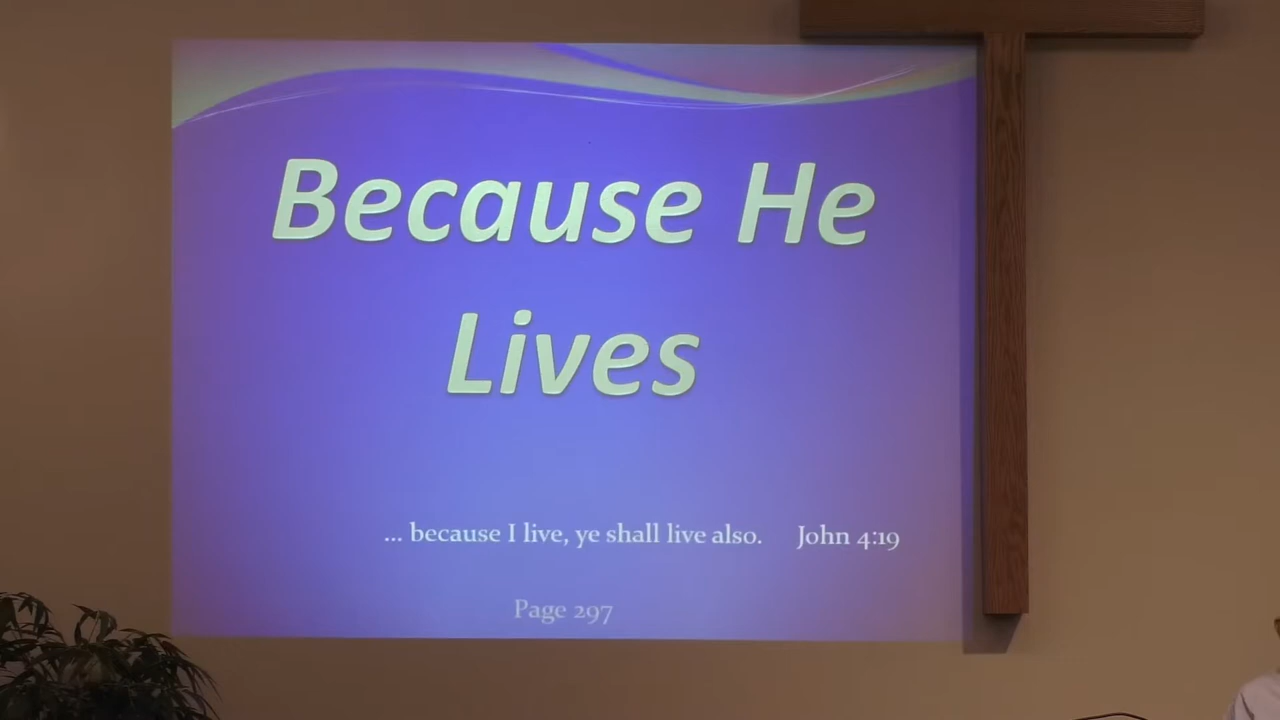 Because He
Lives
... because I live, ye shall live also. John 4:19
Page 297